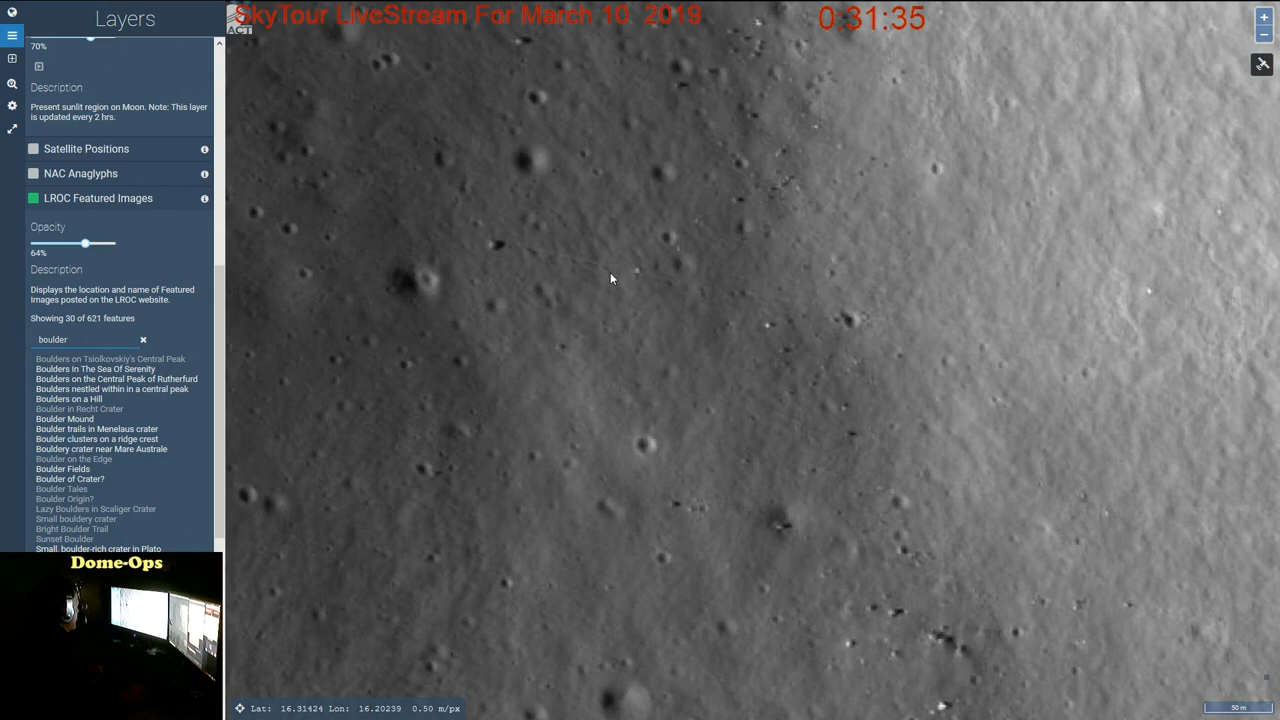 Layers
SkyTour LiveStream For March 10 2019
0:31:35
ACT
70%
Description
Present sunlit region on Moon. Note: This layer
is updated every 2 hrs.
Satellite Positions
NAC Anaglyphs
LROC Featured Images
Opacity
64%
Description
Displays the location and name of Featured
Images posted on the LROC website.
Showing 30 of 621 features
boulder
Boulders on Tsiolkovskiy's Central Peak
Boulders In The Sea Of Serenity
Boulders on the Central Peak of Rutherfurd
Boulders nestled within in a central peak
Boulders on a Hill
Boulder in Recht Crater
Boulder Mound
Boulder trails in Menelaus crater
Boulder clusters on a ridge crest
Bouldery crater near Mare Australe
Boulder on the Edge
Boulder Fields
Boulder of Crater?
Boulder Tales
Boulder Origin?
Lazy Boulders in Scaliger Crater
Small bouldery crater
Bright Boulder Trail
Sunset Boulder
Small, boulder-rich crater in Plato
Dome-Ops
Lat: 16.31424 Lon: 16.20239 0.50 m/px
50 m